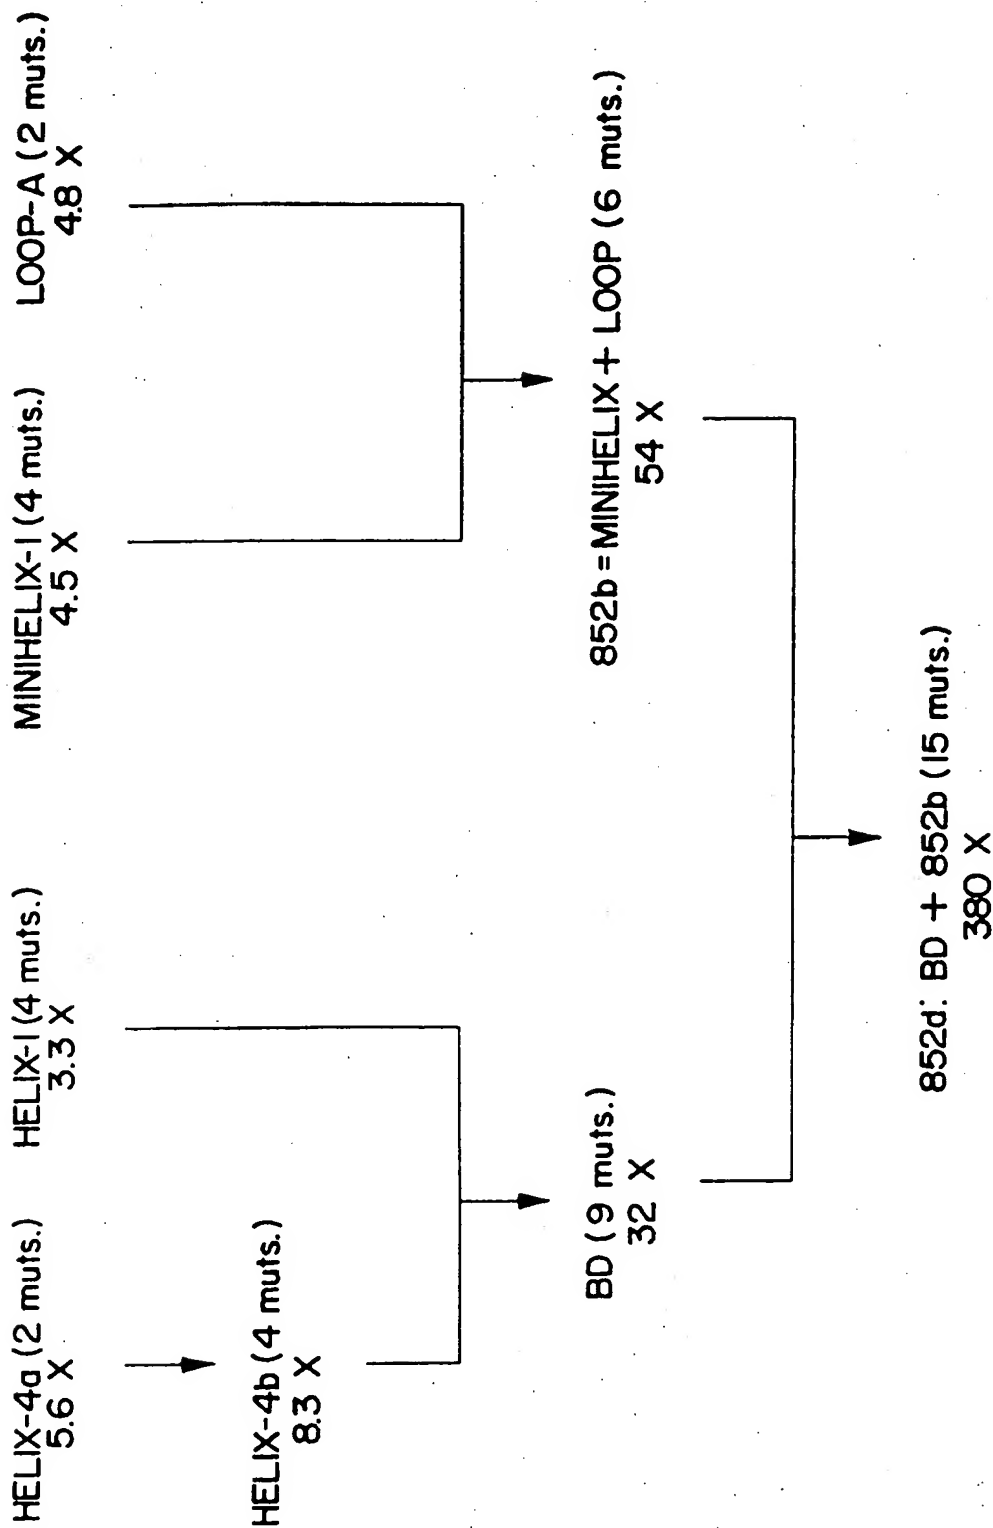 HELIX-4a (2 muts.)
5.6 X
HELIX-1 (4 muts.)
3.3 X
MINIHELIX-1 (4 muts.)
4.5 X
LOOP-A (2 muts.)
4.8 X
HELIX-4b (4 muts.)
8.3 X
BD (9 muts.)
32 X
852b = MINIHELIX + LOOP (6 muts.)
54 X
852d: BD + 852b (15 muts.)
380 X